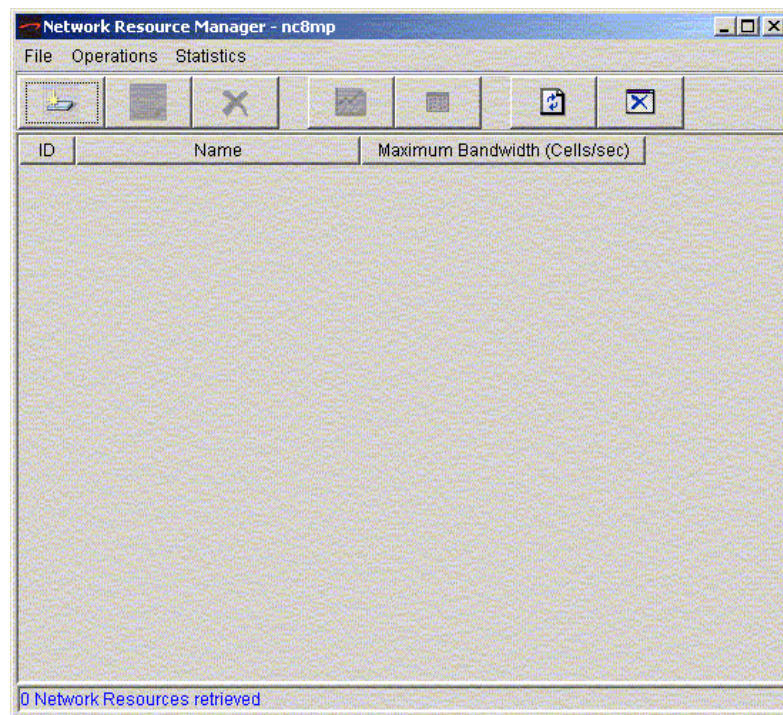 Network Resource Manager - nc8mp
File Operations Statistics
ID Name Maximum Bandwidth (Cells/sec)
0 Network Resources retrieved